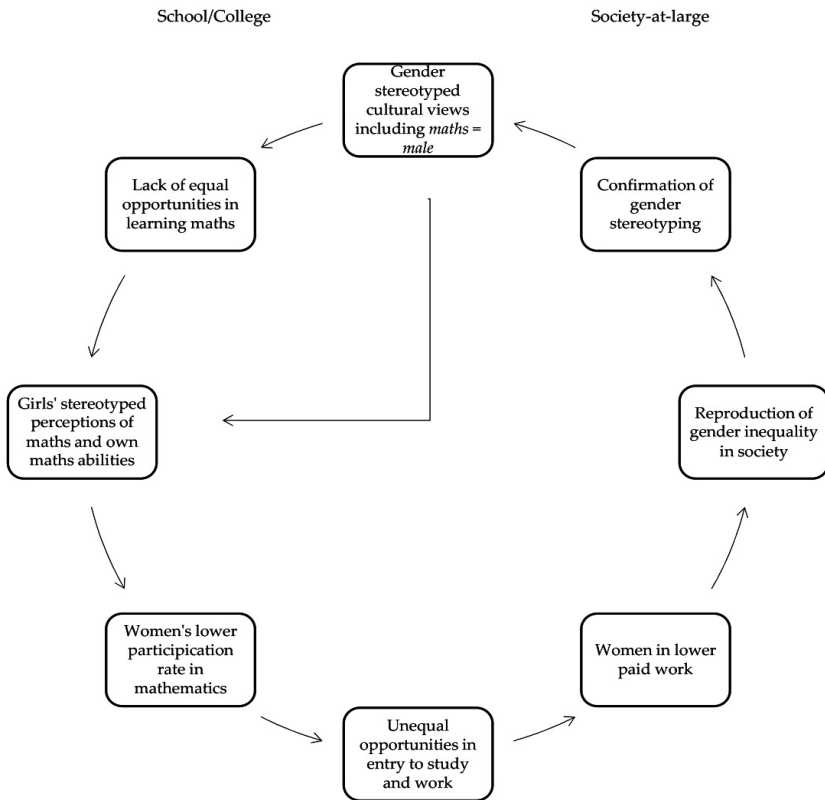 School/College
Society-at-large
Gender
stereotyped
cultural views
including maths =
male
Lack of equal
opportunities in
learning maths
Confirmation of
gender
stereotyping
Girls' stereotyped
perceptions of
maths and own
maths abilities
Reproduction of
gender inequality
in society
Women's lower
participication
rate in
mathematics
Women in lower
paid work
Unequal
opportunities in
entry to study
and work